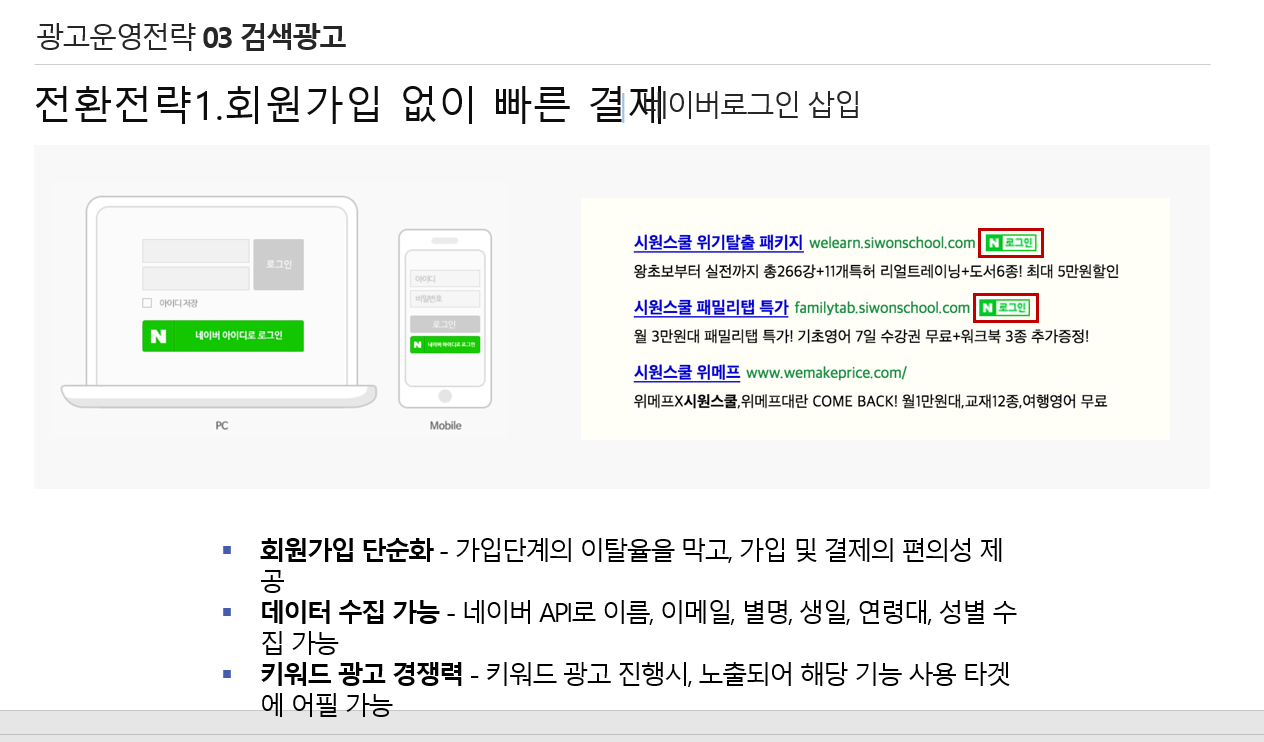 광고운영전략 03 검색광고
전환전략1.회원가입 없이 빠른 결제
네이버로그인 삽입
로그인
아이디 저장
N 네이버 아이디로 로그인
PC
아이디
비밀번호
로그인
N 네이버 아이디로 로그인
Mobile
시원스쿨 위기탈출 패키지 welearn.siwonschool.com N 로그인
왕초보부터 실전까지 총266강+11개특허 리얼트레이닝+도서6종! 최대 5만원할인
시원스쿨 패밀리탭 특가 familytab.siwonschool.com N 로그인
월 3만원대 패밀리탭 특가! 기초영어 7일 수강권 무료+워크북 3종 추가증정!
시원스쿨 위메프 www.wemakeprice.com/
위메프X시원스쿨,위메프대란 COME BACK! 월1만원대,교재12종,여행영어 무료
▪ 회원가입 단순화 - 가입단계의 이탈율을 막고, 가입 및 결제의 편의성 제
공
▪ 데이터 수집 가능 - 네이버 API로 이름, 이메일, 별명, 생일, 연령대, 성별 수
집 가능
▪ 키워드 광고 경쟁력 - 키워드 광고 진행시, 노출되어 해당 기능 사용 타겟
에 어필 가능